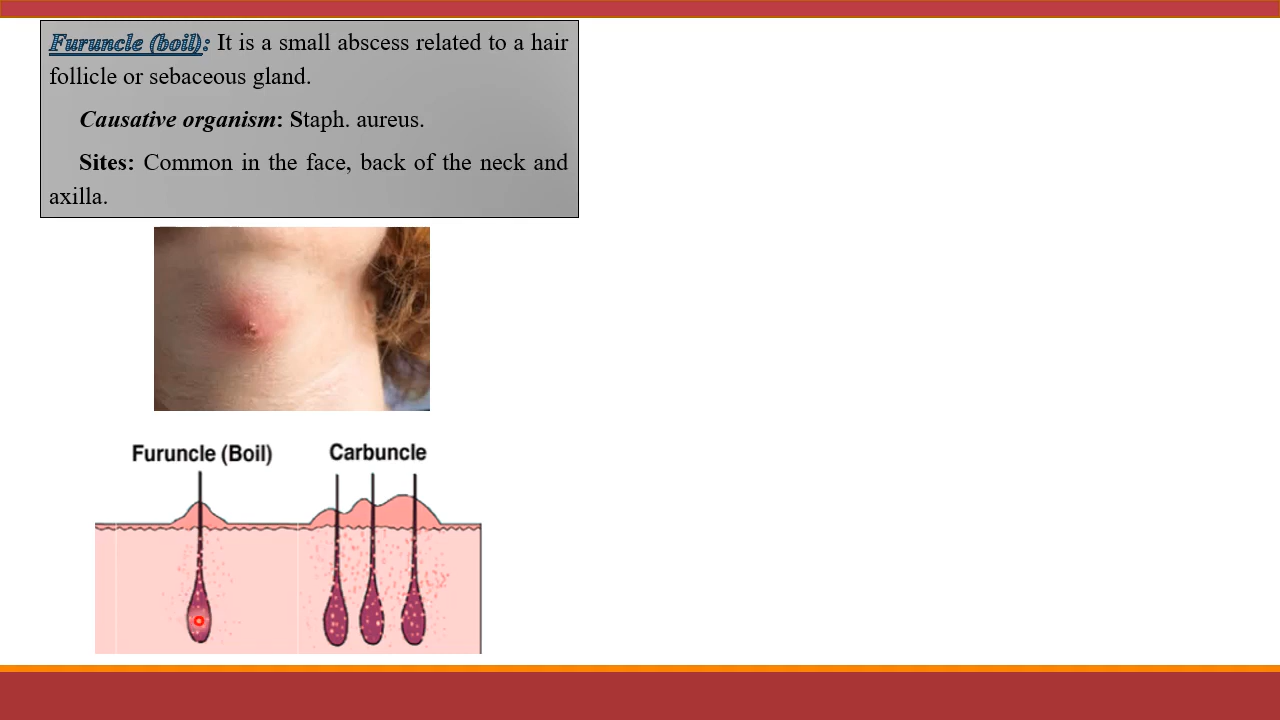 Furuncle (boil): It is a small abscess related to a hair
follicle or sebaceous gland.
Causative organism: Staph. aureus.
Sites: Common in the face, back of the neck and
axilla.
Furuncle (Boil)
Carbuncle